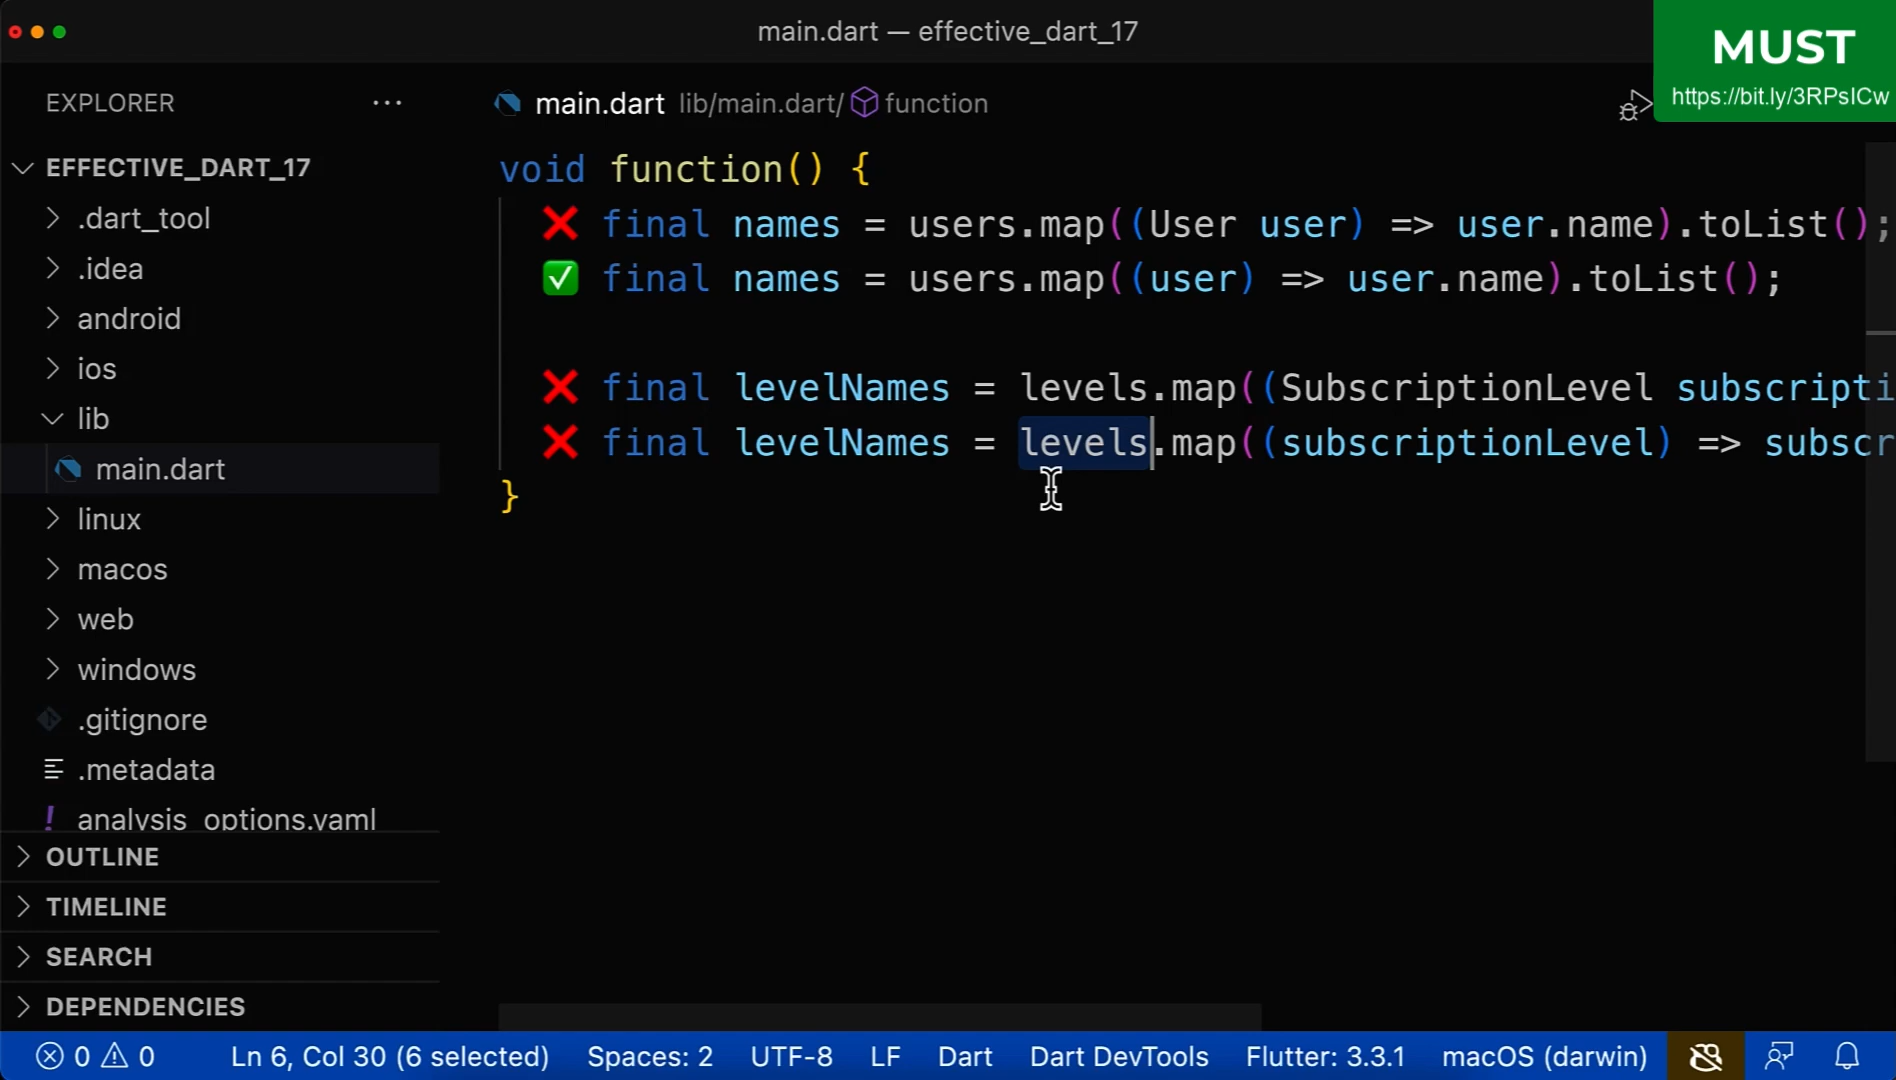 main.dart — effective_dart_17
MUST
https://bit.ly/3RPsICw
EXPLORER
main.dart lib/main.dart/ function
EFFECTIVE_DART_17
.dart_tool
.idea
android
ios
lib
main.dart
linux
macos
web
windows
.gitignore
.metadata
analysis_options.yaml
OUTLINE
TIMELINE
SEARCH
DEPENDENCIES
void function() {
❌ final names = users.map((User user) => user.name).toList();
✅ final names = users.map((user) => user.name).toList();
❌ final levelNames = levels.map((SubscriptionLevel subscripti
❌ final levelNames = levels.map((subscriptionLevel) => subscr
}
0 0 Ln 6, Col 30 (6 selected) Spaces: 2 UTF-8 LF Dart Dart DevTools Flutter: 3.3.1 macOS (darwin)